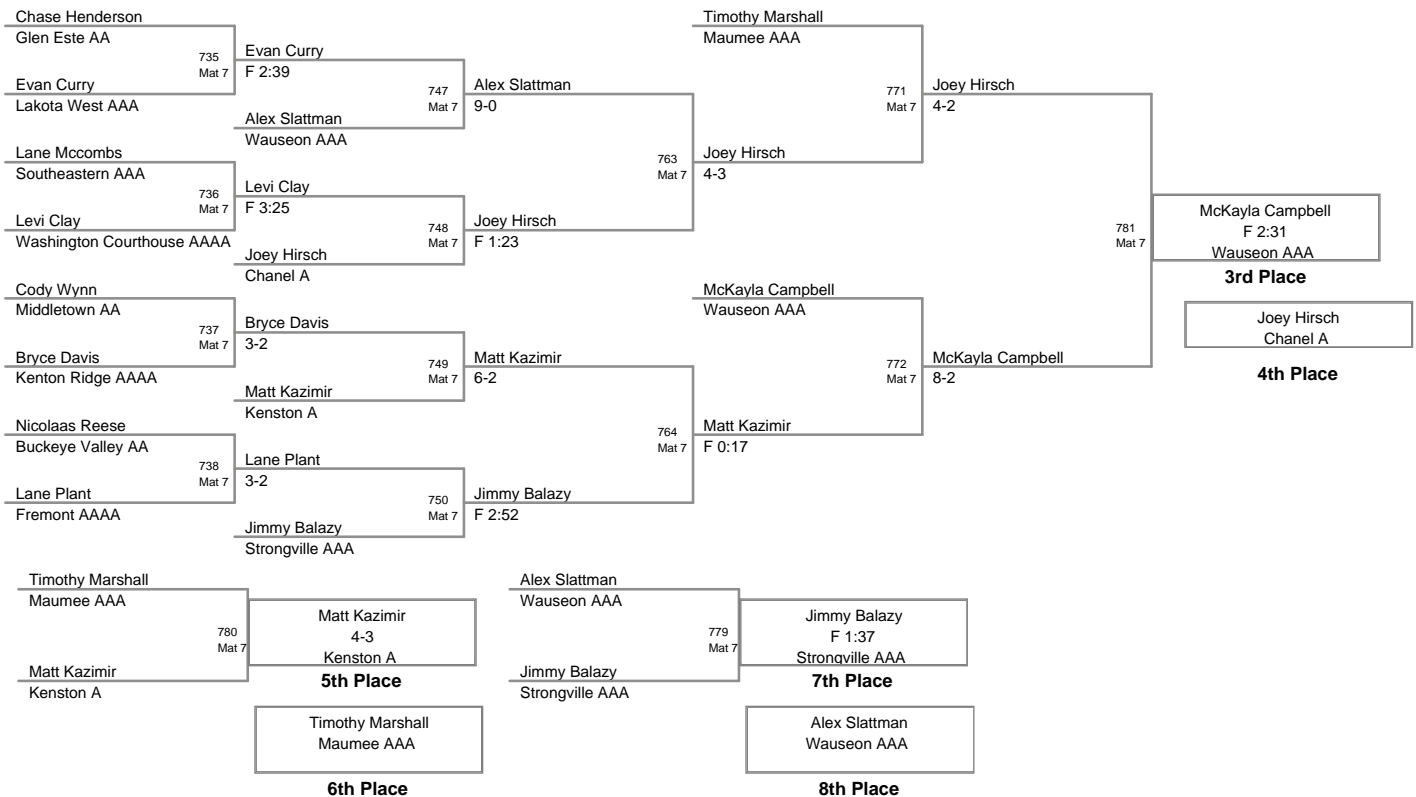 Chase Henderson
Glen Este AA
735
Mat 7
Evan Curry
Lakota West AAA
Evan Curry
F 2:39
747
Mat 7
Alex Slattman
Wauseon AAA
Alex Slattman
9-0
Lane Mccombs
Southeastern AAA
736
Mat 7
Levi Clay
Washington Courthouse AAAA
Levi Clay
F 3:25
748
Mat 7
Joey Hirsch
Chanel A
Joey Hirsch
F 1:23
763
Mat 7
Joey Hirsch
4-3
Timothy Marshall
Maumee AAA
771
Mat 7
Joey Hirsch
4-2
Cody Wynn
Middletown AA
737
Mat 7
Bryce Davis
Kenton Ridge AAAA
Bryce Davis
3-2
749
Mat 7
Matt Kazimir
Kenston A
Matt Kazimir
6-2
Nicolaas Reese
Buckeye Valley AA
738
Mat 7
Lane Plant
Fremont AAAA
Lane Plant
3-2
750
Mat 7
Jimmy Balazy
Strongville AAA
Jimmy Balazy
F 2:52
764
Mat 7
Matt Kazimir
F 0:17
McKayla Campbell
Wauseon AAA
772
Mat 7
McKayla Campbell
8-2
781
Mat 7
McKayla Campbell
F 2:31
Wauseon AAA
3rd Place
Joey Hirsch
Chanel A
4th Place
Timothy Marshall
Maumee AAA
780
Mat 7
Matt Kazimir
Kenston A
Matt Kazimir
4-3
Kenston A
5th Place
Timothy Marshall
Maumee AAA
6th Place
Alex Slattman
Wauseon AAA
779
Mat 7
Jimmy Balazy
Strongville AAA
Jimmy Balazy
F 1:37
Strongville AAA
7th Place
Alex Slattman
Wauseon AAA
8th Place